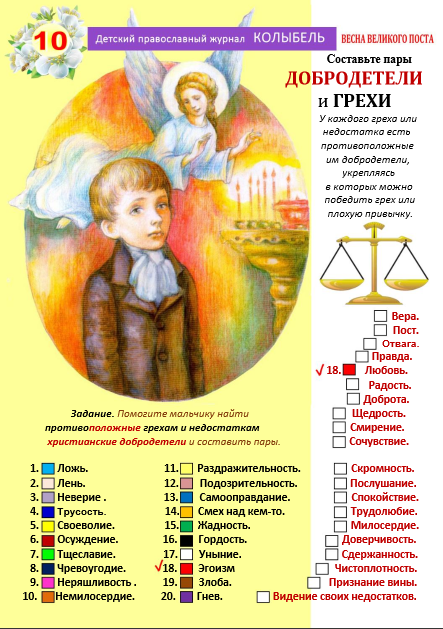 10 Детский православный журнал КОЛЫБЕЛЬ ВЕСНА ВЕЛИКОГО ПОСТА
Составьте пары
ДОБРОДЕТЕЛИ
и ГРЕХИ
У каждого греха или
недостатка есть
противоположные
им добродетели,
укрепляясь
в которых можно
победить грех или
плохую привычку.
Вера.
Пост.
Отвага.
Правда.
√ 18. Любовь.
Радость.
Доброта.
Щедрость.
Смирение.
Сочувствие.
Задание. Помогите мальчику найти
противоположные грехам и недостаткам
христианские добродетели и составить пары.
1. Ложь.
2. Лень.
3. Неверие .
4. Трусость.
5. Своеволие.
6. Осуждение.
7. Тщеславие.
8. Чревоугодие.
9. Неряшливость .
10. Немилосердие.
11. Раздражительность.
12. Подозрительность.
13. Самооправдание.
14. Смех над кем-то.
15. Жадность.
16. Гордость.
17. Уныние.
√18. Эгоизм
19. Злоба.
20. Гнев.
Скромность.
Послушание.
Спокойствие.
Трудолюбие.
Милосердие.
Доверчивость.
Сдержанность.
Чистоплотность.
Признание вины.
Видение своих недостатков.